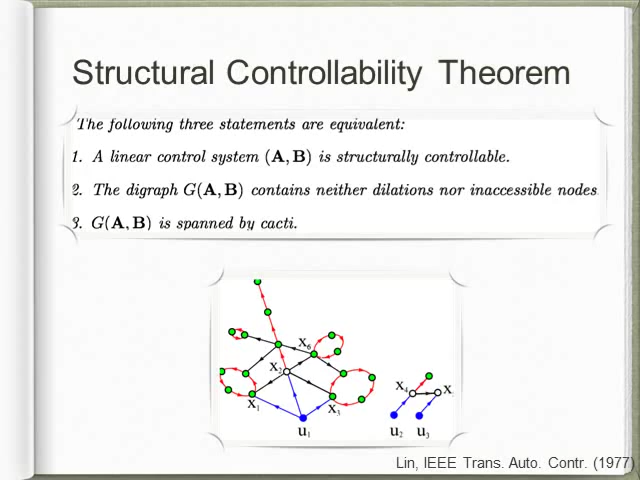 Structural Controllability Theorem
The following three statements are equivalent:
1. A linear control system (A, B) is structurally controllable.
2. The digraph G(A, B) contains neither dilations nor inaccessible nodes
3. G(A, B) is spanned by cacti.
x₆
x₂
x₁
x₃
u₁
x₄
x
u₂
u₃
Lin, IEEE Trans. Auto. Contr. (1977)